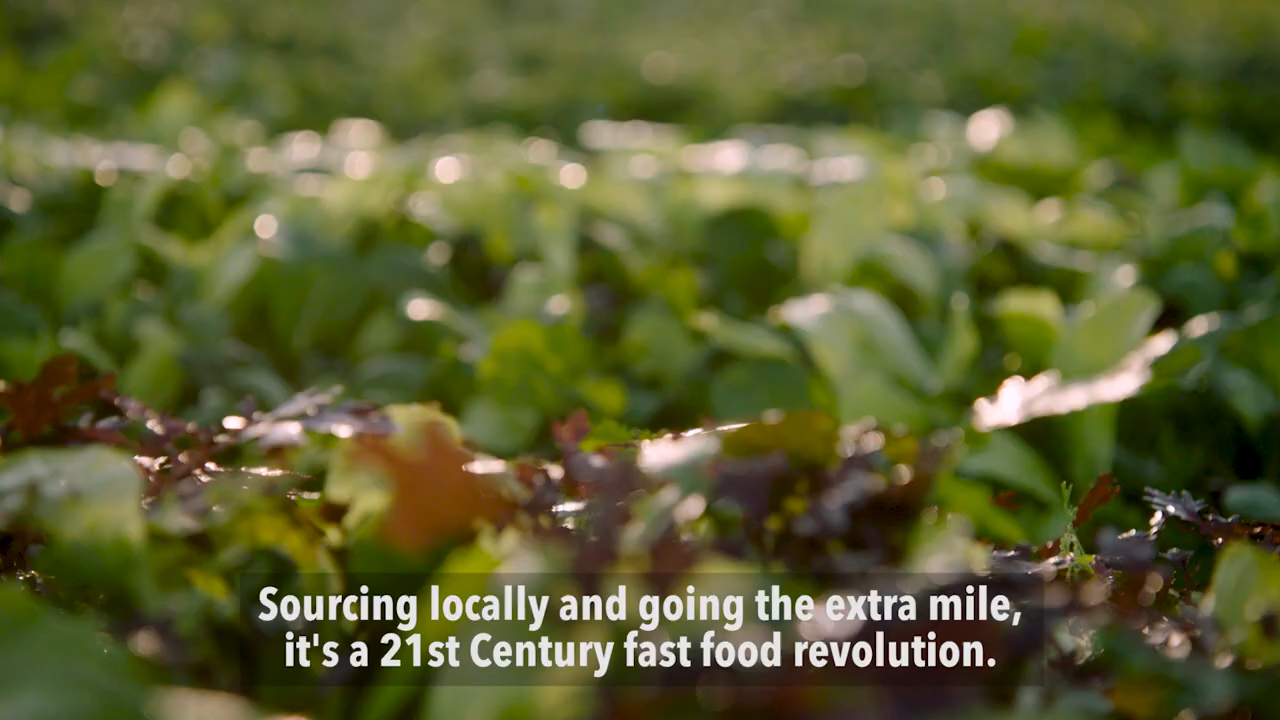 Sourcing locally and going the extra mile,
it's a 21st Century fast food revolution.